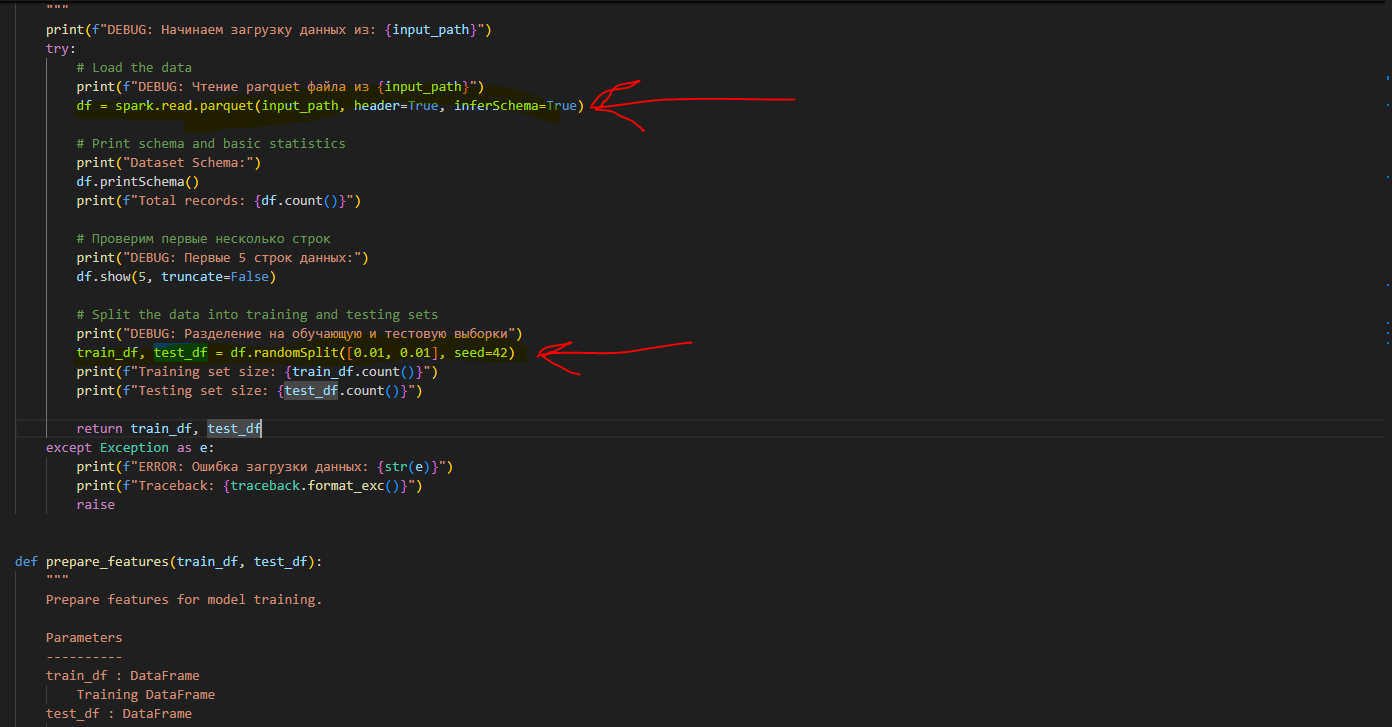 """
print(f"DEBUG: Начинаем загрузку данных из: {input_path}")
try:
# Load the data
print(f"DEBUG: Чтение parquet файла из {input_path}")
df = spark.read.parquet(input_path, header=True, inferSchema=True)
# Print schema and basic statistics
print("Dataset Schema:")
df.printSchema()
print(f"Total records: {df.count()}")
# Проверим первые несколько строк
print("DEBUG: Первые 5 строк данных:")
df.show(5, truncate=False)
# Split the data into training and testing sets
print("DEBUG: Разделение на обучающую и тестовую выборки")
train_df, test_df = df.randomSplit([0.01, 0.01], seed=42)
print(f"Training set size: {train_df.count()}")
print(f"Testing set size: {test_df.count()}")
return train_df, test_df
except Exception as e:
print(f"ERROR: Ошибка загрузки данных: {str(e)}")
print(f"Traceback: {traceback.format_exc()}")
raise
def prepare_features(train_df, test_df):
"""
Prepare features for model training.
Parameters
----------
train_df : DataFrame
Training DataFrame
test_df : DataFrame